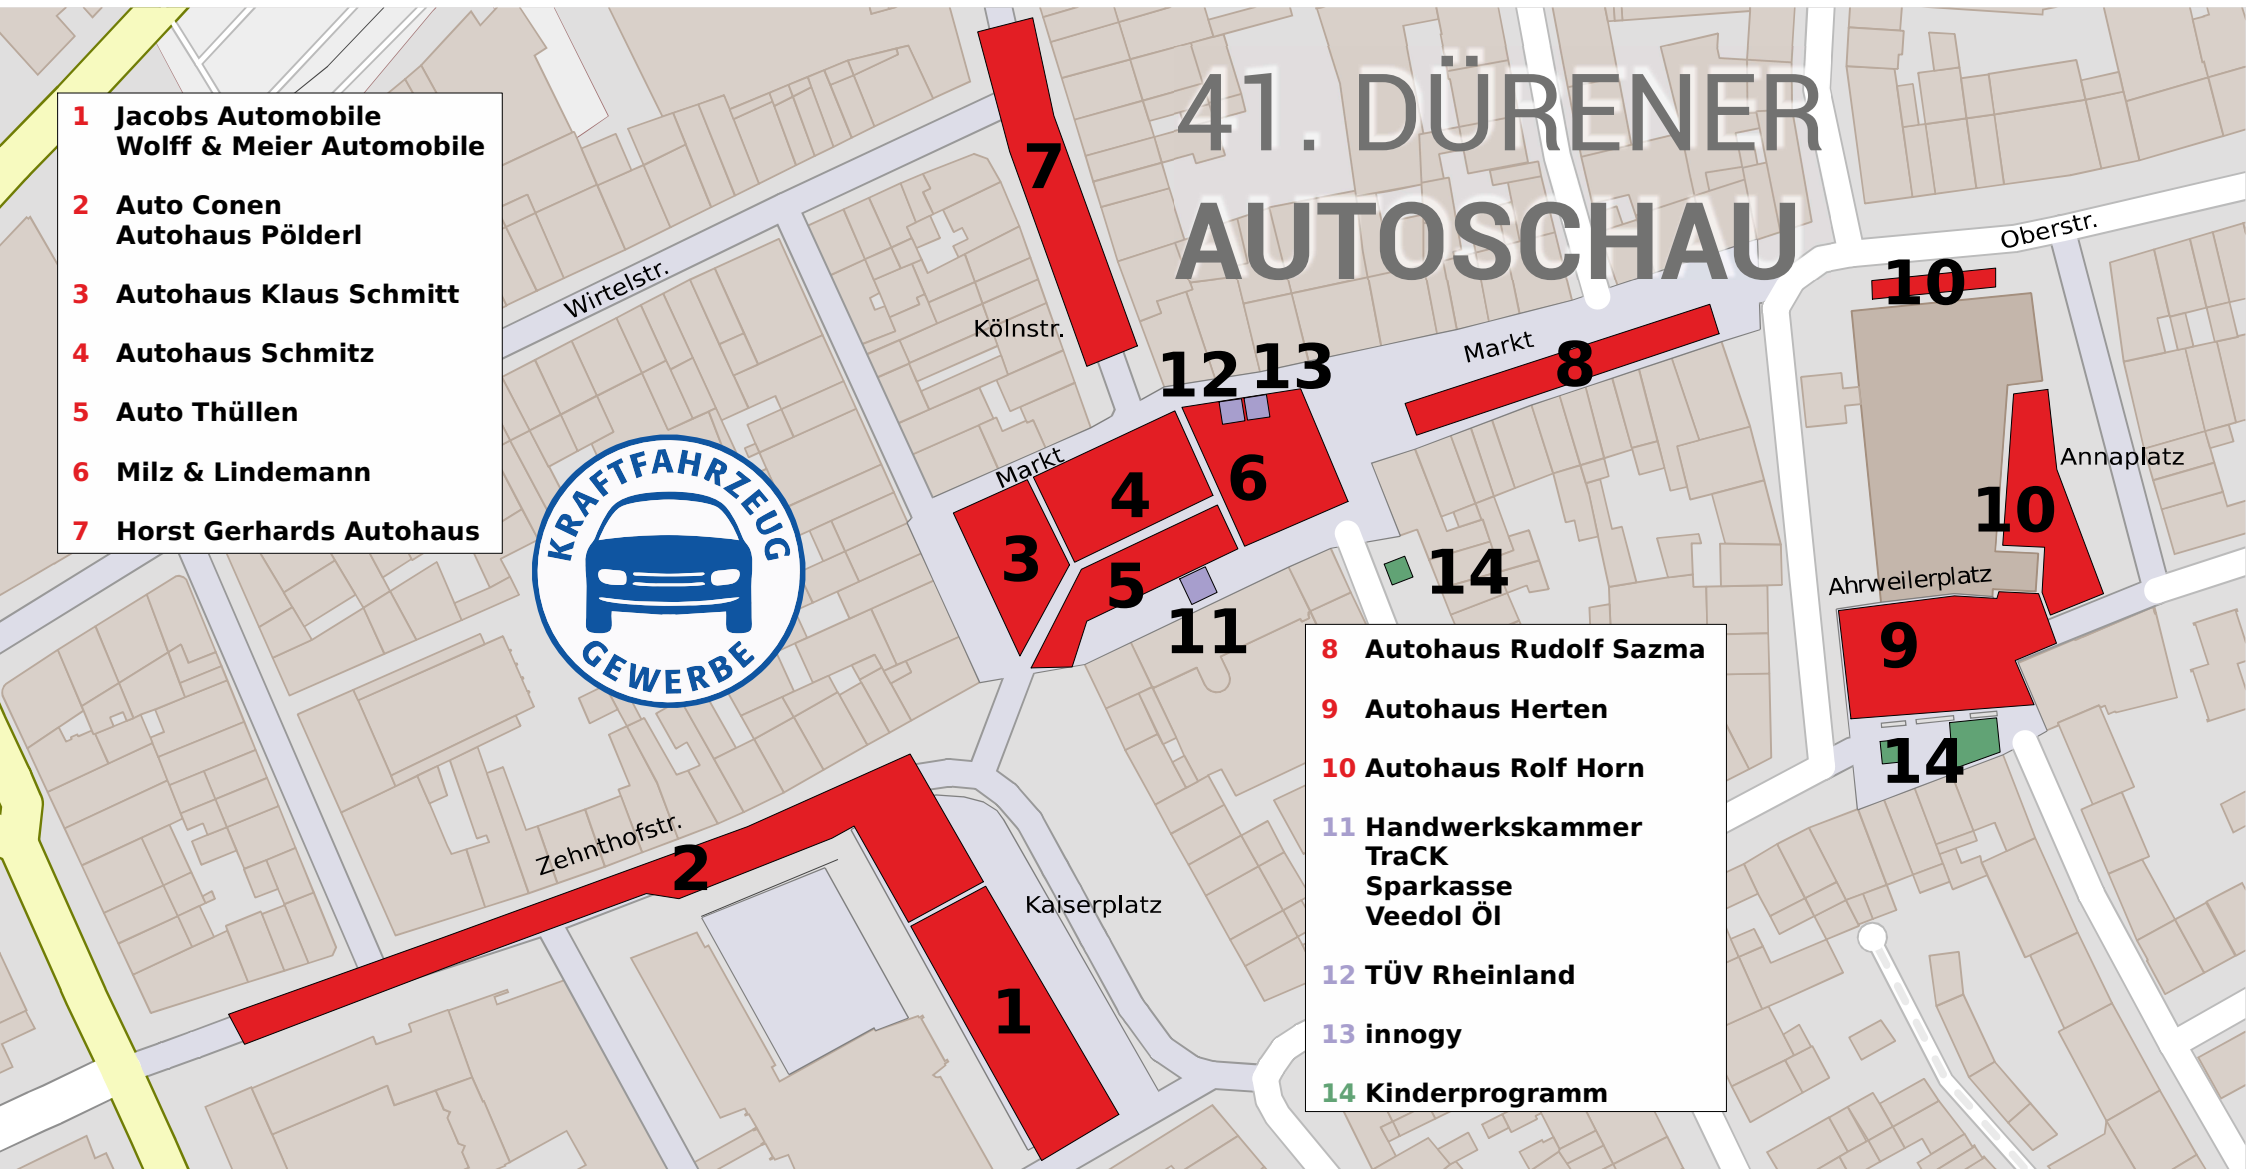 41. DÜRENER
AUTOSCHAU
1 Jacobs Automobile
Wolff & Meier Automobile
2 Auto Conen
Autohaus Pölderl
3 Autohaus Klaus Schmitt
4 Autohaus Schmitz
5 Auto Thüllen
6 Milz & Lindemann
7 Horst Gerhards Autohaus
KRAFTFAHRZEUG
GEWERBE
Wirtelstr.
Kölnstr.
7
Markt
Markt
Oberstr.
10
12
13
8
3
4
5
6
11
14
Annaplatz
10
Ahrweilerplatz
9
14
Zehnthofstr.
2
Kaiserplatz
1
8 Autohaus Rudolf Sazma
9 Autohaus Herten
10 Autohaus Rolf Horn
11 Handwerkskammer
TraCK
Sparkasse
Veedol Öl
12 TÜV Rheinland
13 innogy
14 Kinderprogramm